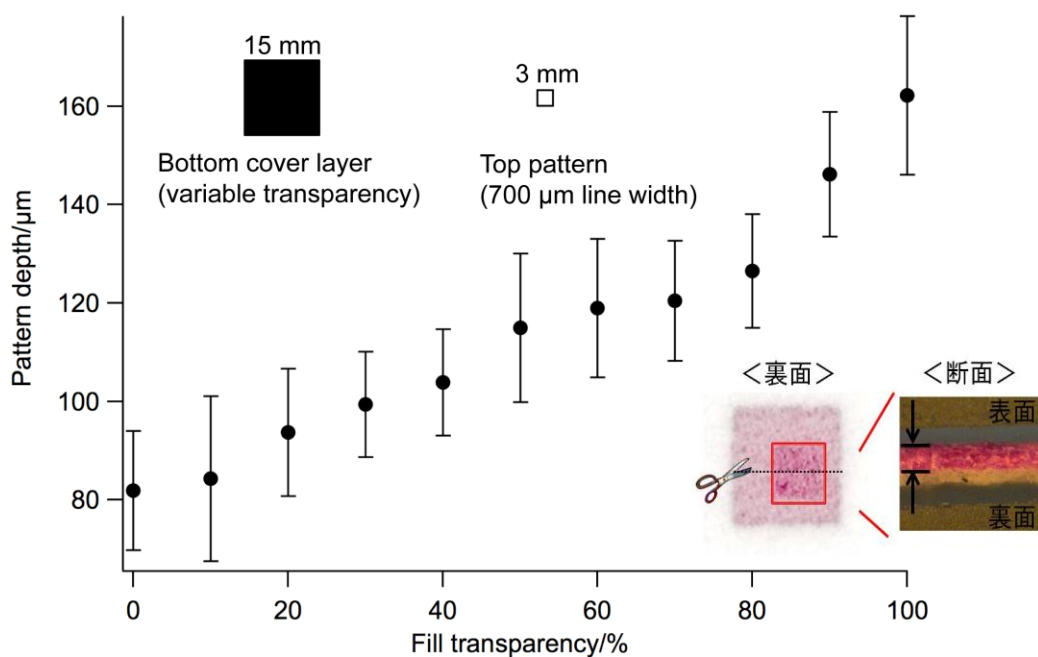 15 mm
3 mm
Bottom cover layer
(variable transparency)
Top pattern
(700 μm line width)
Pattern depth/μm
160
140
120
100
80
<裏面>
<断面>
表面
裏面
0
20
40
60
80
100
Fill transparency/%